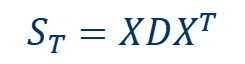 S_T = XDX^T